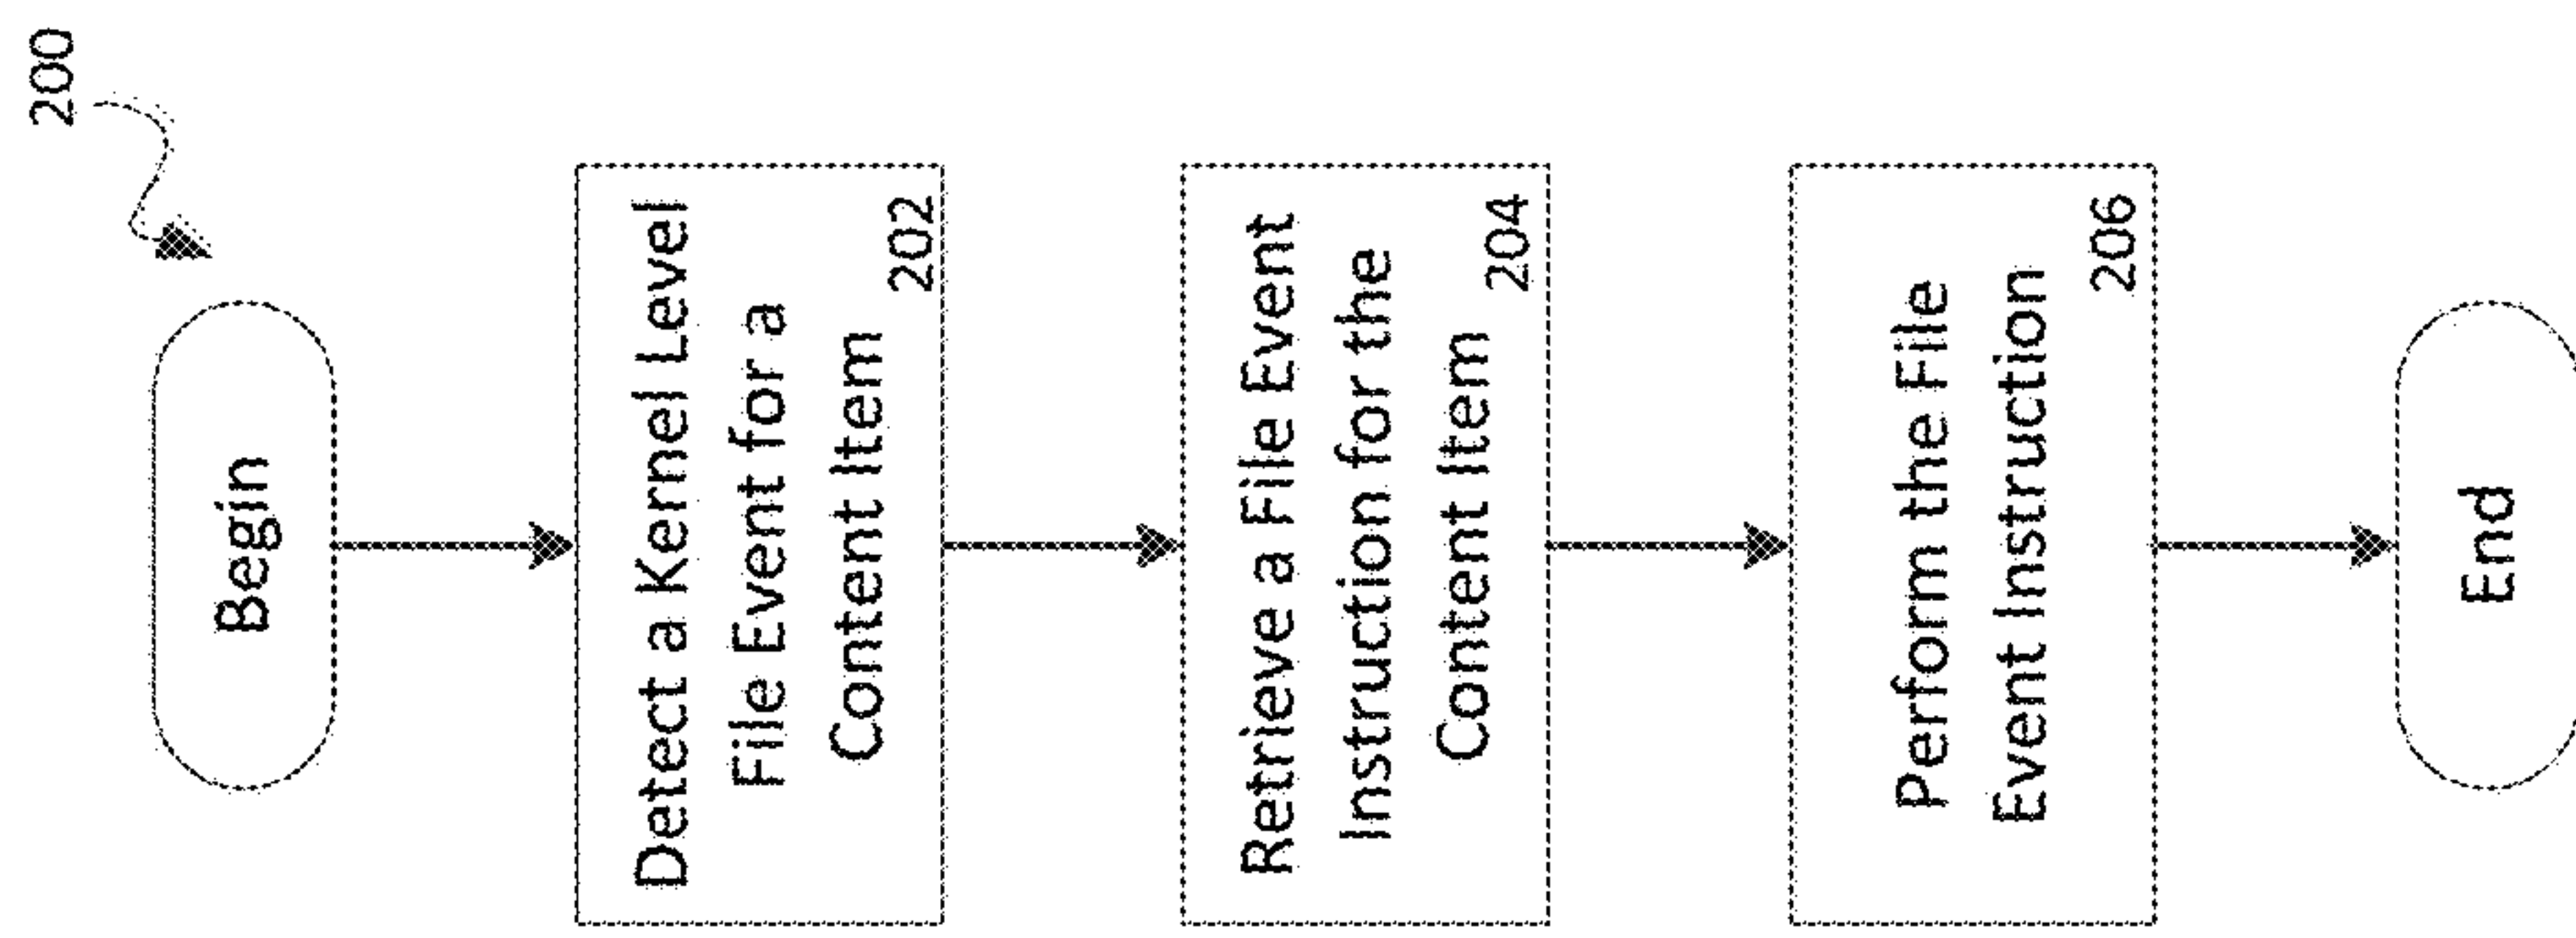 200
Begin
Detect a Kernel Level
File Event for a
Content Item
202
Retrieve a File Event
Instruction for the
Content Item
204
Perform the File
Event Instruction
206
End